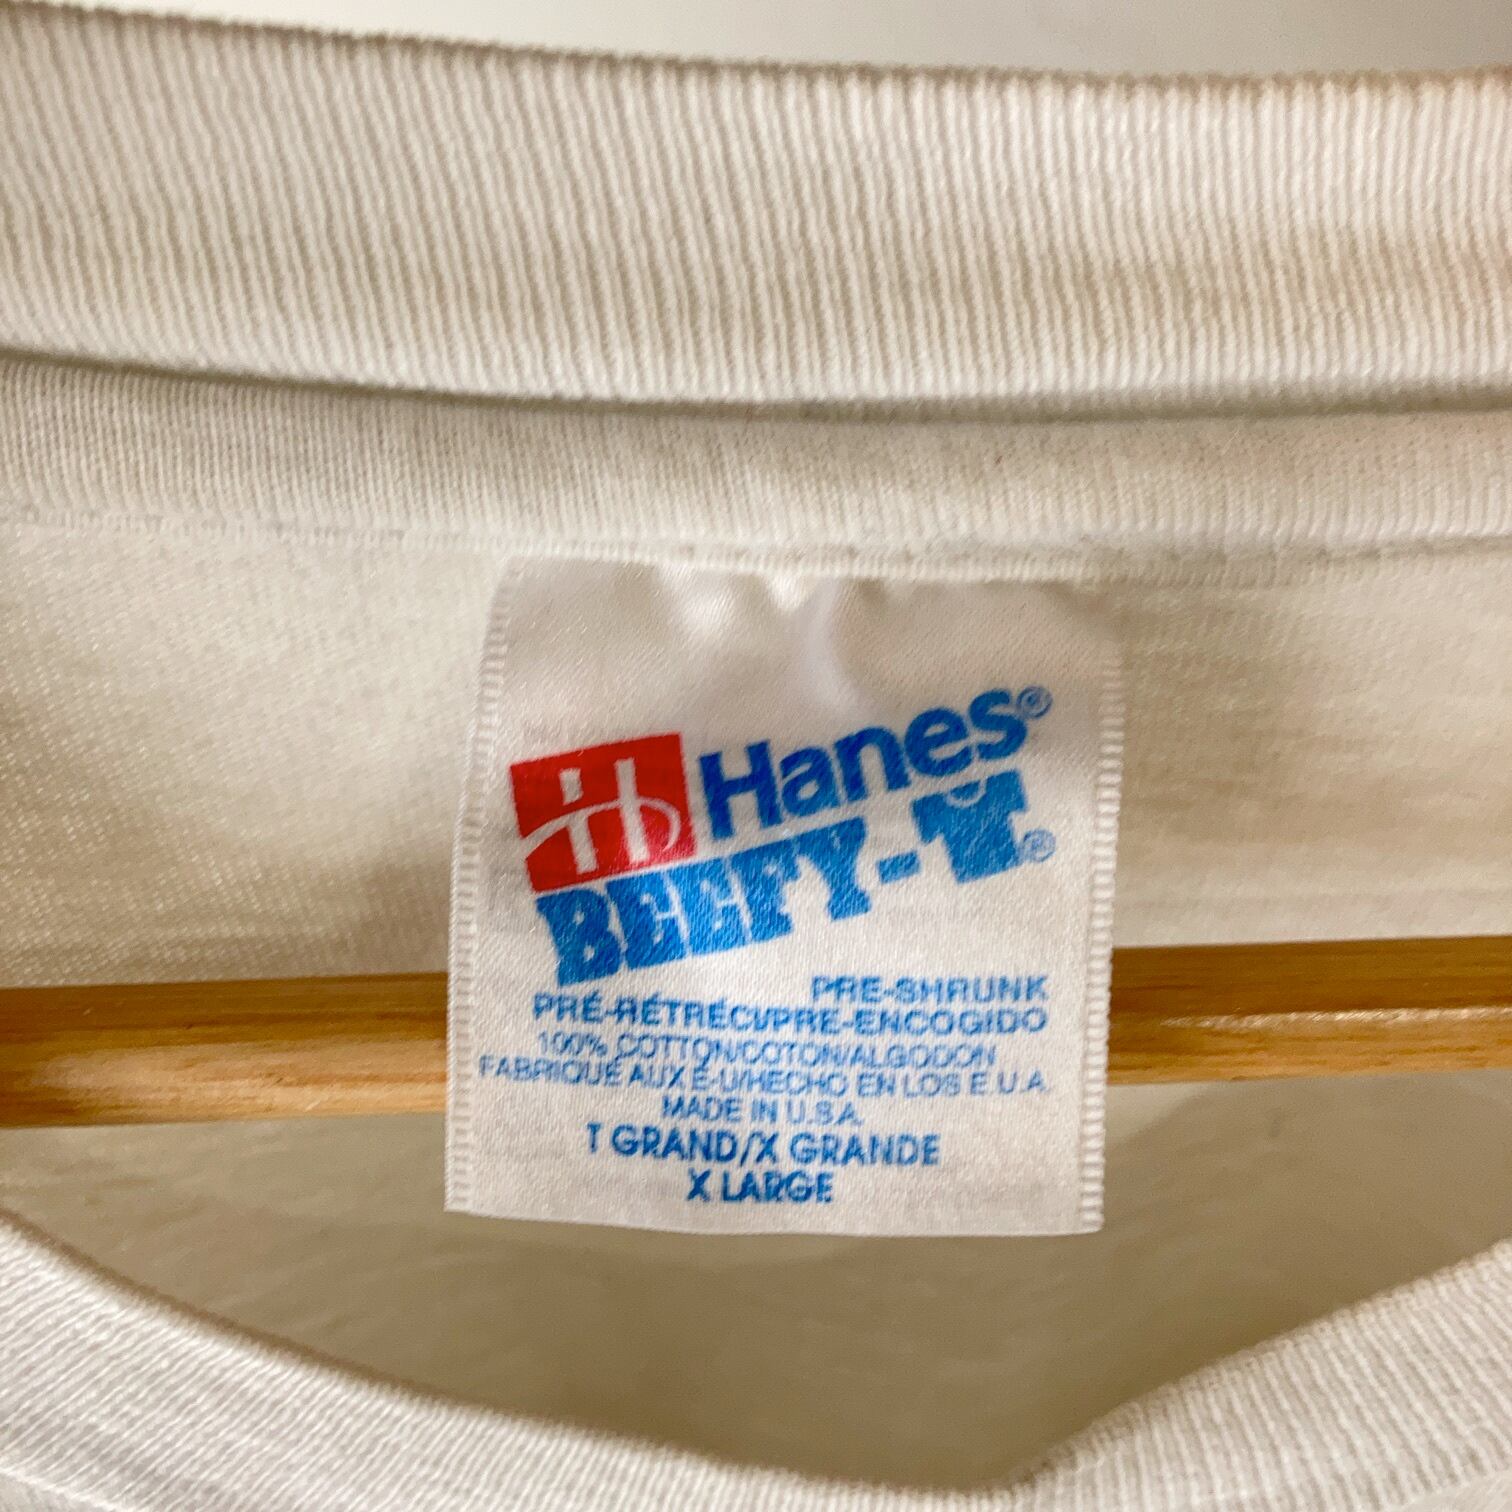 Hanes®
BEEFY-T®
PRE-SHRUNK
PRÉ-RÉTRÉCI/PRE-ENCOGIDO
100% COTTON/COTON/ALGODON
FABRIQUÉ AUX É-U/HECHO EN LOS E.U.A.
MADE IN U.S.A.
T GRAND/X GRANDE
X LARGE